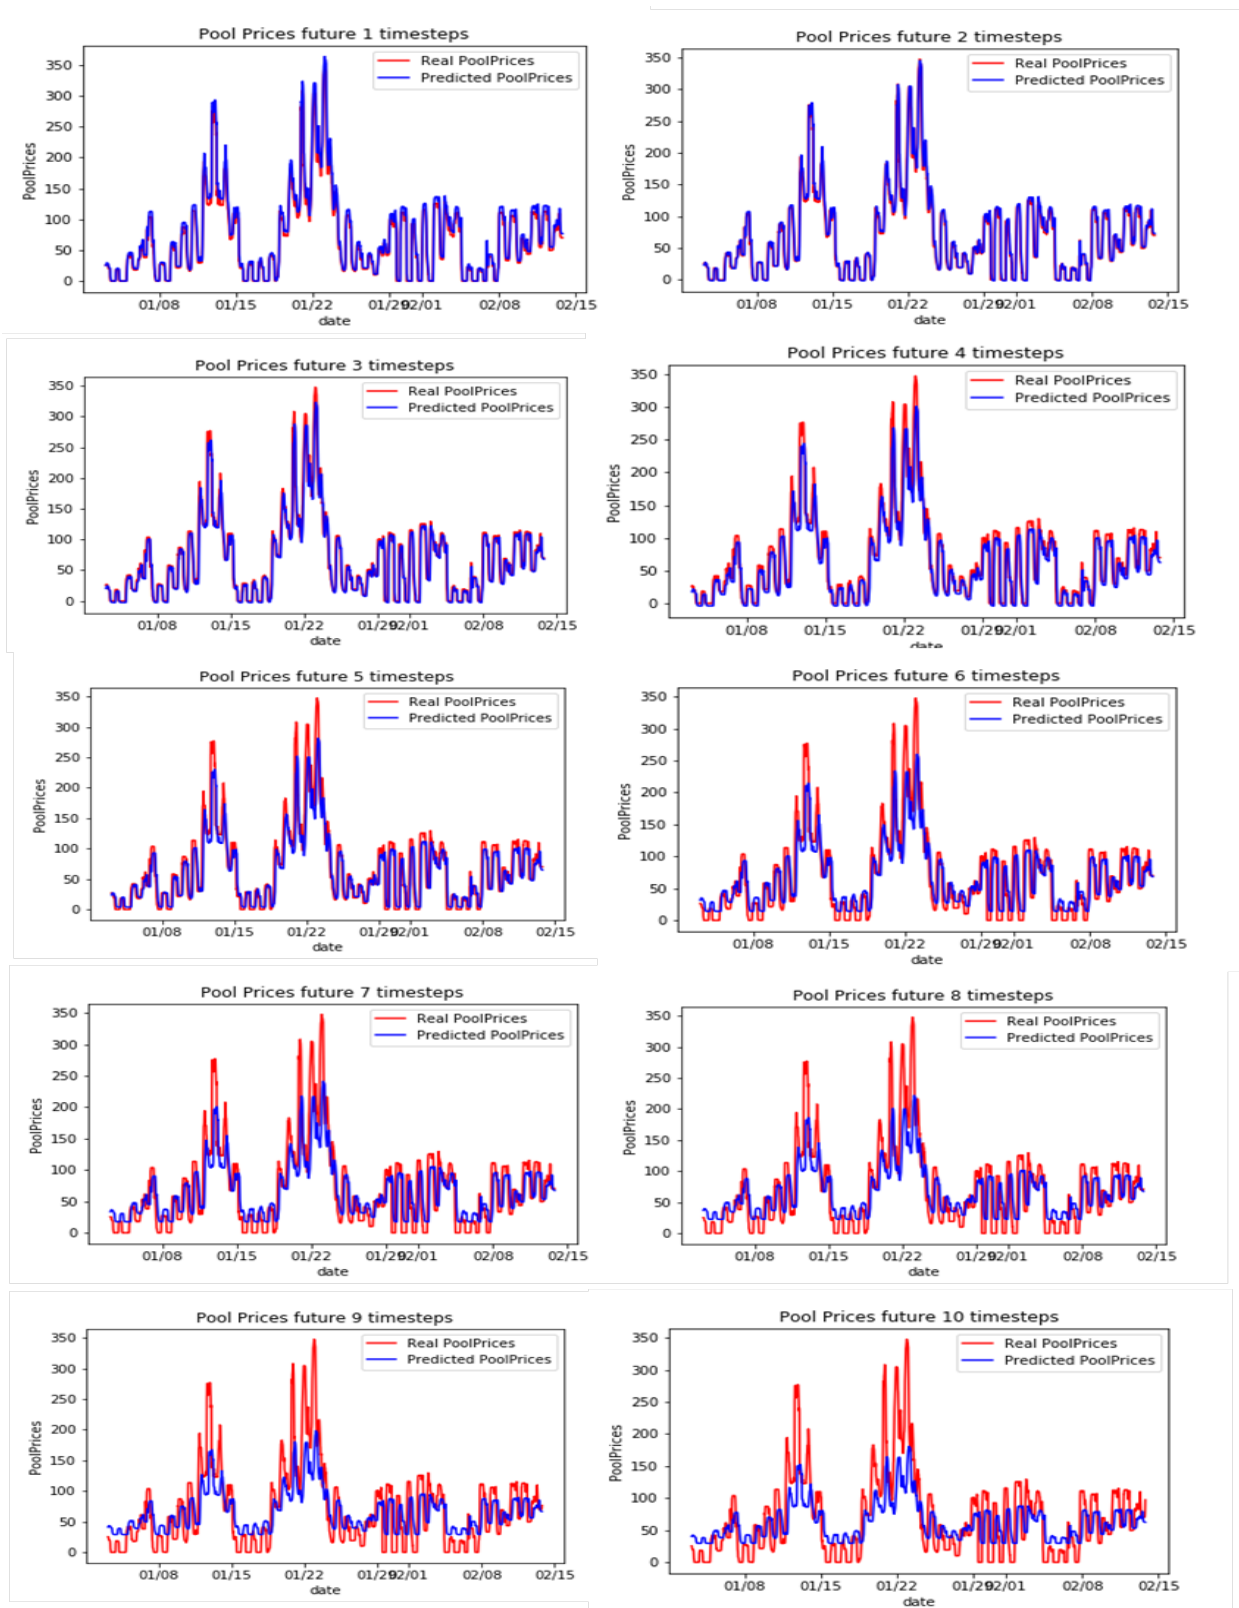 Pool Prices future 1 timesteps
Real PoolPrices
Predicted PoolPrices
350
300
250
200
150
100
50
0
PoolPrices
01/08 01/15 01/22 01/29 02/01 02/08 02/15
date
Pool Prices future 2 timesteps
Real PoolPrices
Predicted PoolPrices
350
300
250
200
150
100
50
0
PoolPrices
01/08 01/15 01/22 01/29 02/01 02/08 02/15
date
Pool Prices future 3 timesteps
Real PoolPrices
Predicted PoolPrices
350
300
250
200
150
100
50
0
PoolPrices
01/08 01/15 01/22 01/29 02/01 02/08 02/15
date
Pool Prices future 4 timesteps
Real PoolPrices
Predicted PoolPrices
350
300
250
200
150
100
50
0
PoolPrices
01/08 01/15 01/22 01/29 02/01 02/08 02/15
date
Pool Prices future 5 timesteps
Real PoolPrices
Predicted PoolPrices
350
300
250
200
150
100
50
0
PoolPrices
01/08 01/15 01/22 01/29 02/01 02/08 02/15
date
Pool Prices future 6 timesteps
Real PoolPrices
Predicted PoolPrices
350
300
250
200
150
100
50
0
PoolPrices
01/08 01/15 01/22 01/29 02/01 02/08 02/15
date
Pool Prices future 7 timesteps
Real PoolPrices
Predicted PoolPrices
350
300
250
200
150
100
50
0
PoolPrices
01/08 01/15 01/22 01/29 02/01 02/08 02/15
date
Pool Prices future 8 timesteps
Real PoolPrices
Predicted PoolPrices
350
300
250
200
150
100
50
0
PoolPrices
01/08 01/15 01/22 01/29 02/01 02/08 02/15
date
Pool Prices future 9 timesteps
Real PoolPrices
Predicted PoolPrices
350
300
250
200
150
100
50
0
PoolPrices
01/08 01/15 01/22 01/29 02/01 02/08 02/15
date
Pool Prices future 10 timesteps
Real PoolPrices
Predicted PoolPrices
350
300
250
200
150
100
50
0
PoolPrices
01/08 01/15 01/22 01/29 02/01 02/08 02/15
date